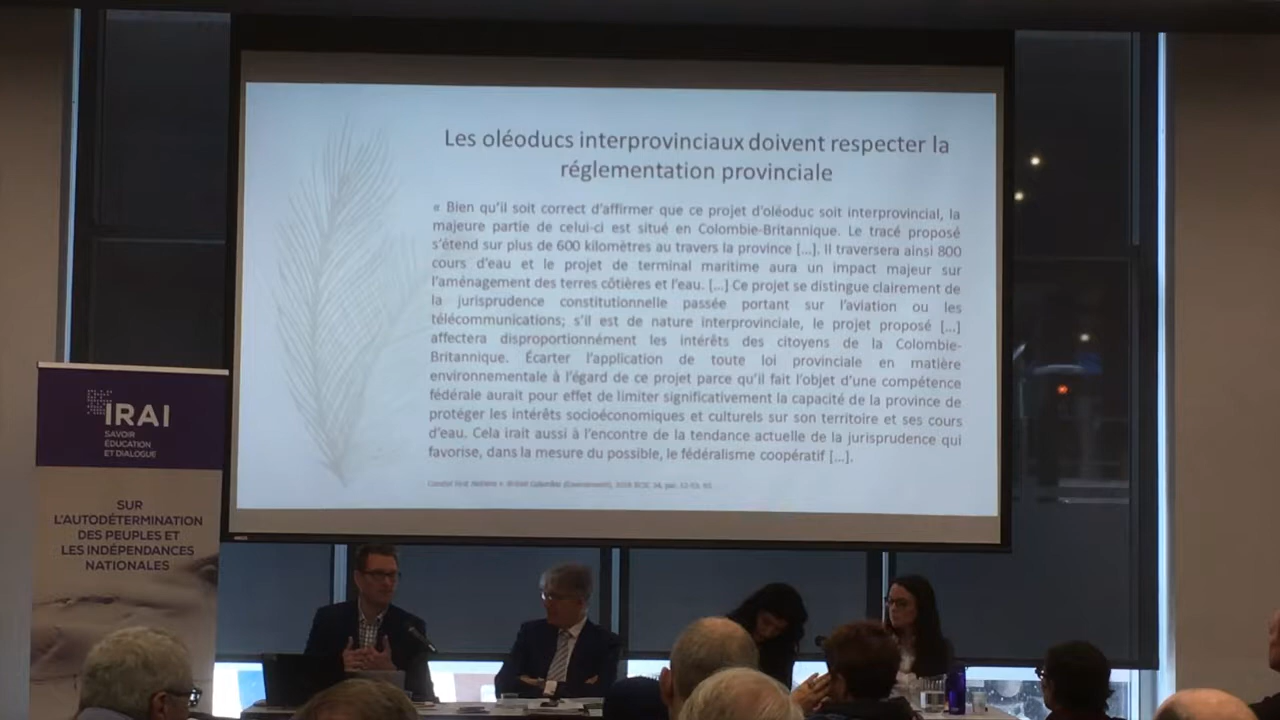 Les oléoducs interprovinciaux doivent respecter la
réglementation provinciale
« Bien qu'il soit correct d'affirmer que ce projet d'oléoduc soit interprovincial, la
majeure partie de celui-ci est situé en Colombie-Britannique. Le tracé proposé
s'étend sur plus de 600 kilomètres au travers la province [...]. Il traversera ainsi 800
cours d'eau et le projet de terminal maritime aura un impact majeur sur
l'aménagement des terres côtières et l'eau. [...] Ce projet se distingue clairement de
la jurisprudence constitutionnelle passée portant sur l'aviation ou les
télécommunications; s'il est de nature interprovinciale, le projet proposé [...]
affectera disproportionnément les intérêts des citoyens de la Colombie-
Britannique. Écarter l'application de toute loi provinciale en matière
environnementale à l'égard de ce projet parce qu'il fait l'objet d'une compétence
fédérale aurait pour effet de limiter significativement la capacité de la province de
protéger les intérêts socioéconomiques et culturels sur son territoire et ses cours
d'eau. Cela irait aussi à l'encontre de la tendance actuelle de la jurisprudence qui
favorise, dans la mesure du possible, le fédéralisme coopératif [...].
First Nations v. British Columbia (Environment), 2016 BCSC 34, par.
IRAI
SAVOIR
ÉDUCATION
ET DIALOGUE
SUR
L'AUTODÉTERMINATION
DES PEUPLES ET
LES INDÉPENDANCES
NATIONALES